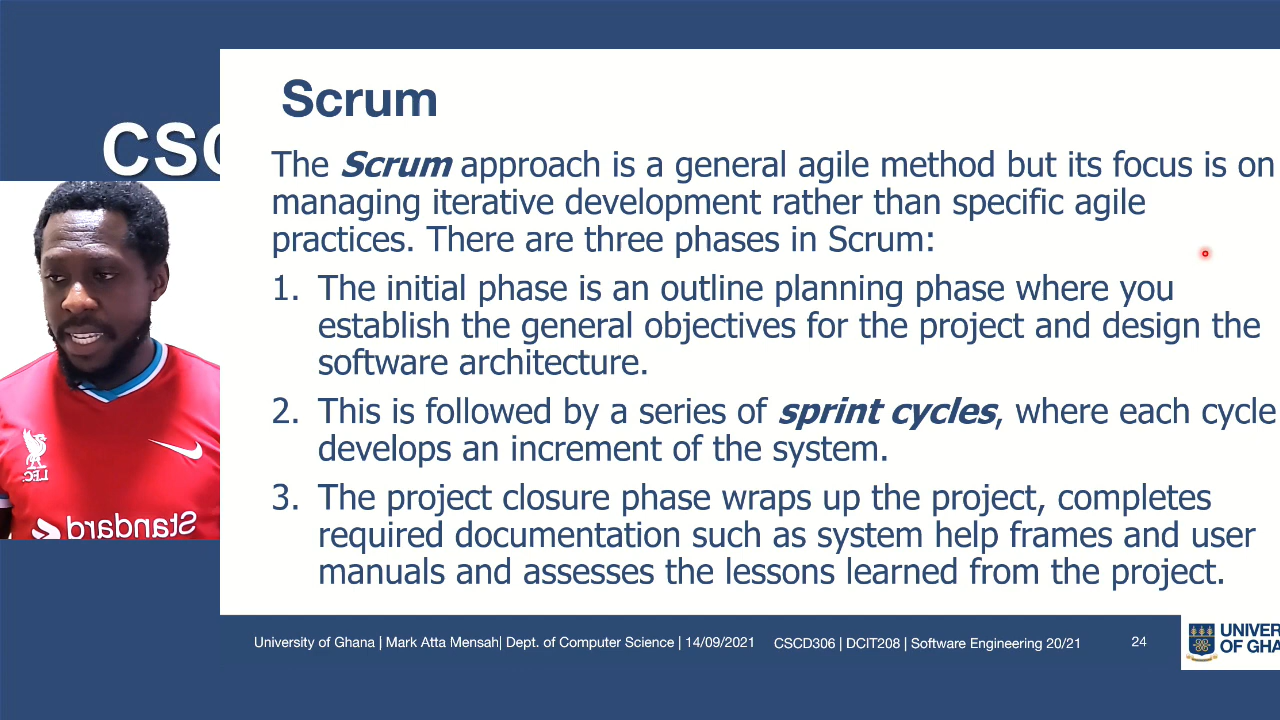 Scrum
CSC
The Scrum approach is a general agile method but its focus is on
managing iterative development rather than specific agile
practices. There are three phases in Scrum:
1. The initial phase is an outline planning phase where you
establish the general objectives for the project and design the
software architecture.
2. This is followed by a series of sprint cycles, where each cycle
develops an increment of the system.
3. The project closure phase wraps up the project, completes
required documentation such as system help frames and user
manuals and assesses the lessons learned from the project.
L.F.C.
Standard
University of Ghana | Mark Atta Mensah| Dept. of Computer Science | 14/09/2021 CSCD306 | DCIT208 | Software Engineering 20/21 24
UNIVER
OF GHA